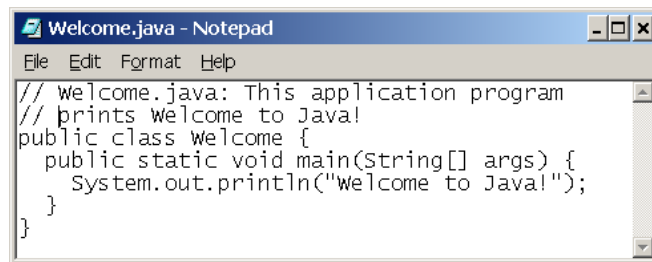 Welcome.java - Notepad
File Edit Format Help
// Welcome.java: This application program
// prints Welcome to Java!
public class Welcome {
  public static void main(String[] args) {
    System.out.println("Welcome to Java!");
  }
}